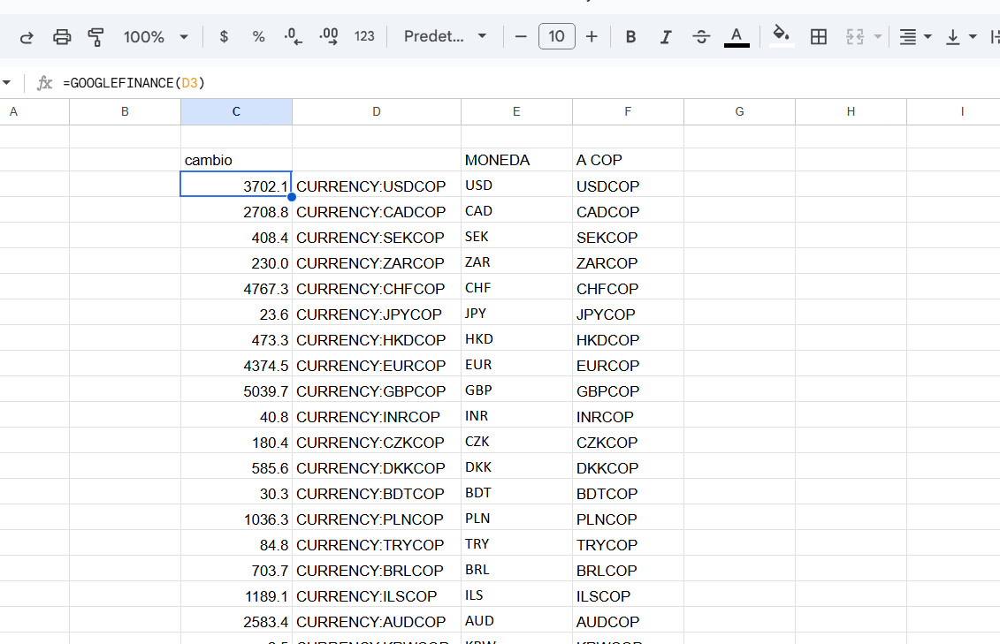 100% $ % .0 .00 123 Predet... 10 B I S A
fx =GOOGLEFINANCE(D3)
A B C D E F G H I
cambio MONEDA A COP
3702.1 CURRENCY:USDCOP USD USDCOP
2708.8 CURRENCY:CADCOP CAD CADCOP
408.4 CURRENCY:SEKCOP SEK SEKCOP
230.0 CURRENCY:ZARCOP ZAR ZARCOP
4767.3 CURRENCY:CHFCOP CHF CHFCOP
23.6 CURRENCY:JPYCOP JPY JPYCOP
473.3 CURRENCY:HKDCOP HKD HKDCOP
4374.5 CURRENCY:EURCOP EUR EURCOP
5039.7 CURRENCY:GBPCOP GBP GBPCOP
40.8 CURRENCY:INRCOP INR INRCOP
180.4 CURRENCY:CZKCOP CZK CZKCOP
585.6 CURRENCY:DKKCOP DKK DKKCOP
30.3 CURRENCY:BDTCOP BDT BDTCOP
1036.3 CURRENCY:PLNCOP PLN PLNCOP
84.8 CURRENCY:TRYCOP TRY TRYCOP
703.7 CURRENCY:BRLCOP BRL BRLCOP
1189.1 CURRENCY:ILSCOP ILS ILSCOP
2583.4 CURRENCY:AUDCOP AUD AUDCOP